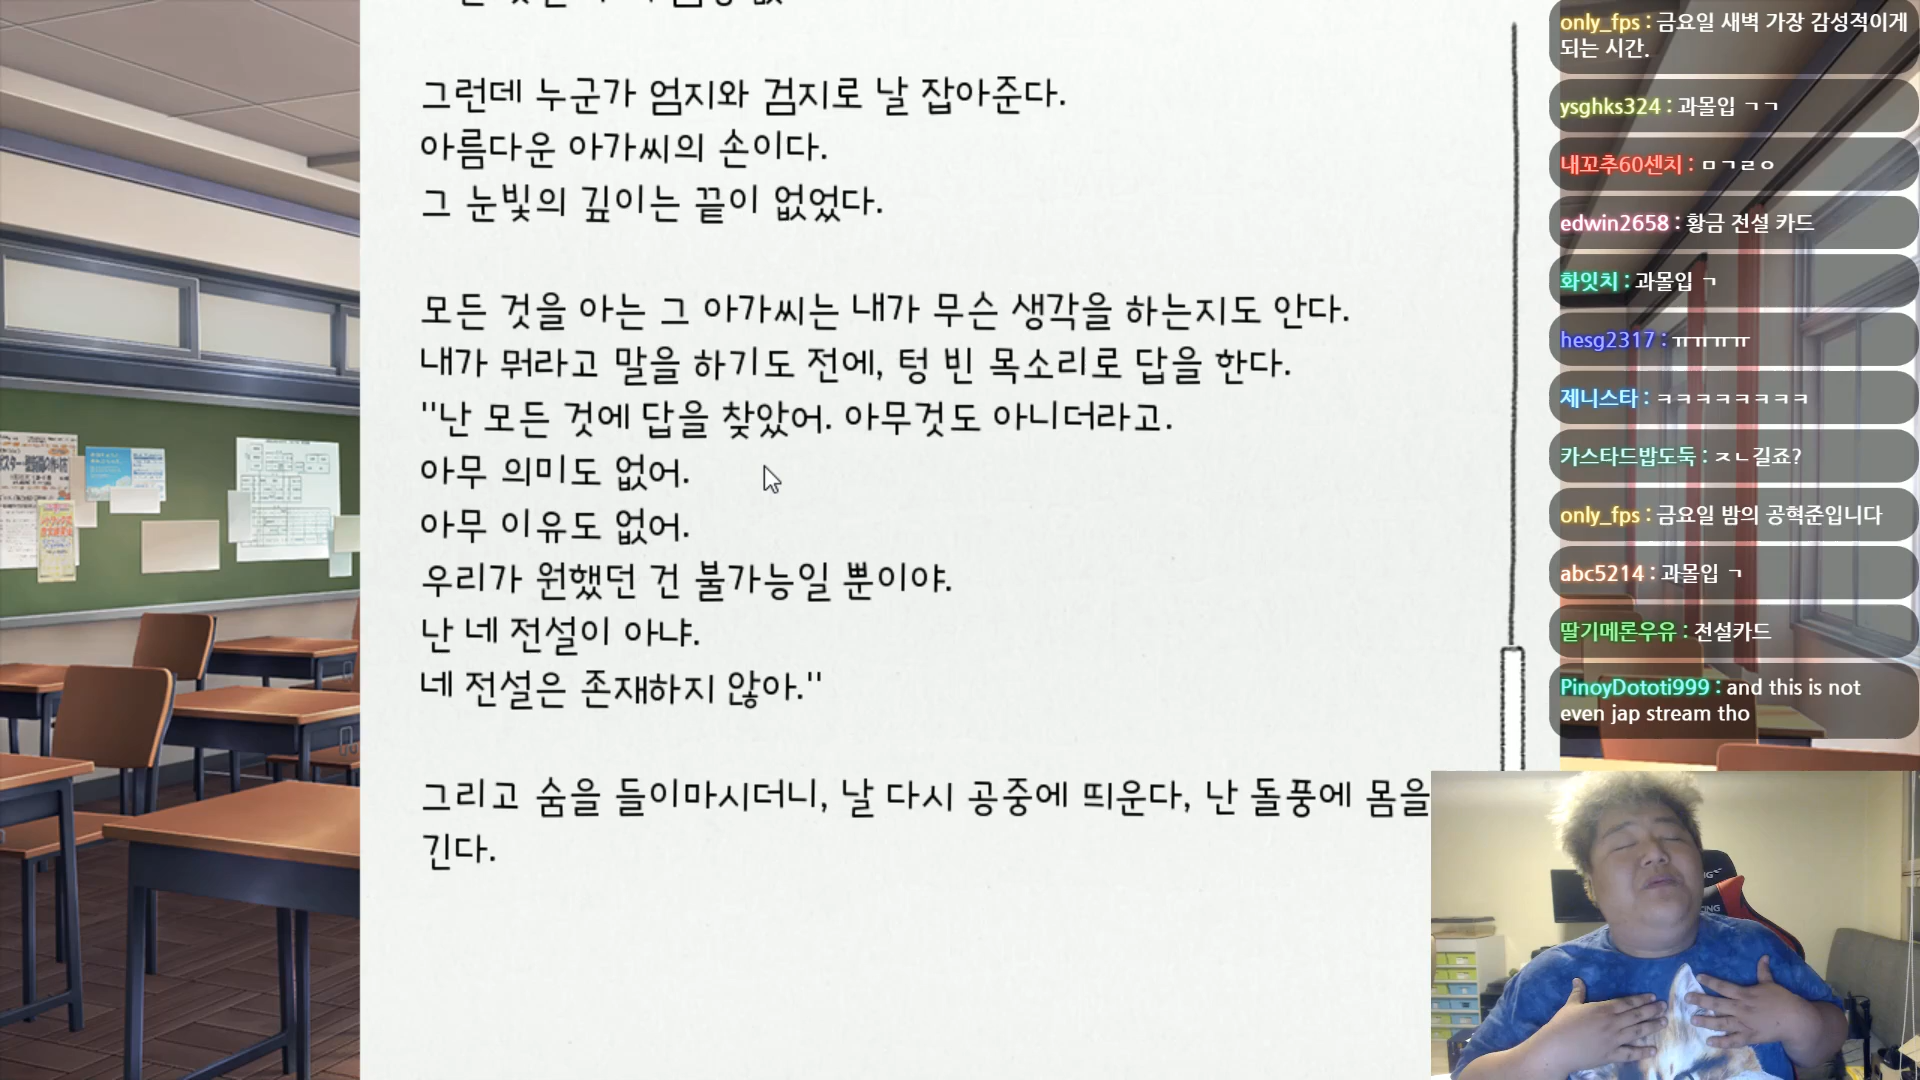 그런데 누군가 엄지와 검지로 날 잡아준다.
아름다운 아가씨의 손이다.
그 눈빛의 깊이는 끝이 없었다.
모든 것을 아는 그 아가씨는 내가 무슨 생각을 하는지도 안다.
내가 뭐라고 말을 하기도 전에, 텅 빈 목소리로 답을 한다.
"난 모든 것에 답을 찾았어. 아무것도 아니더라고.
아무 의미도 없어.
아무 이유도 없어.
우리가 원했던 건 불가능일 뿐이야.
난 네 전설이 아냐.
네 전설은 존재하지 않아."
그리고 숨을 들이마시더니, 날 다시 공중에 띄운다, 난 돌풍에 몸을
긴다.
only_fps : 금요일 새벽 가장 감성적이게
되는 시간.
ysghks324 : 과몰입 ㄱㄱ
내꼬추60센치 : ㅁㄱㄹㅇ
edwin2658 : 황금 전설 카드
화잇치 : 과몰입 ㄱ
hesg2317 : ㅠㅠㅠㅠ
제니스타 : ㅋㅋㅋㅋㅋㅋㅋㅋ
카스타드밥도둑 : ㅈㄴ길죠?
only_fps : 금요일 밤의 공혁준입니다
abc5214 : 과몰입 ㄱ
딸기메론우유 : 전설카드
PinoyDototi999 : and this is not
even jap stream tho